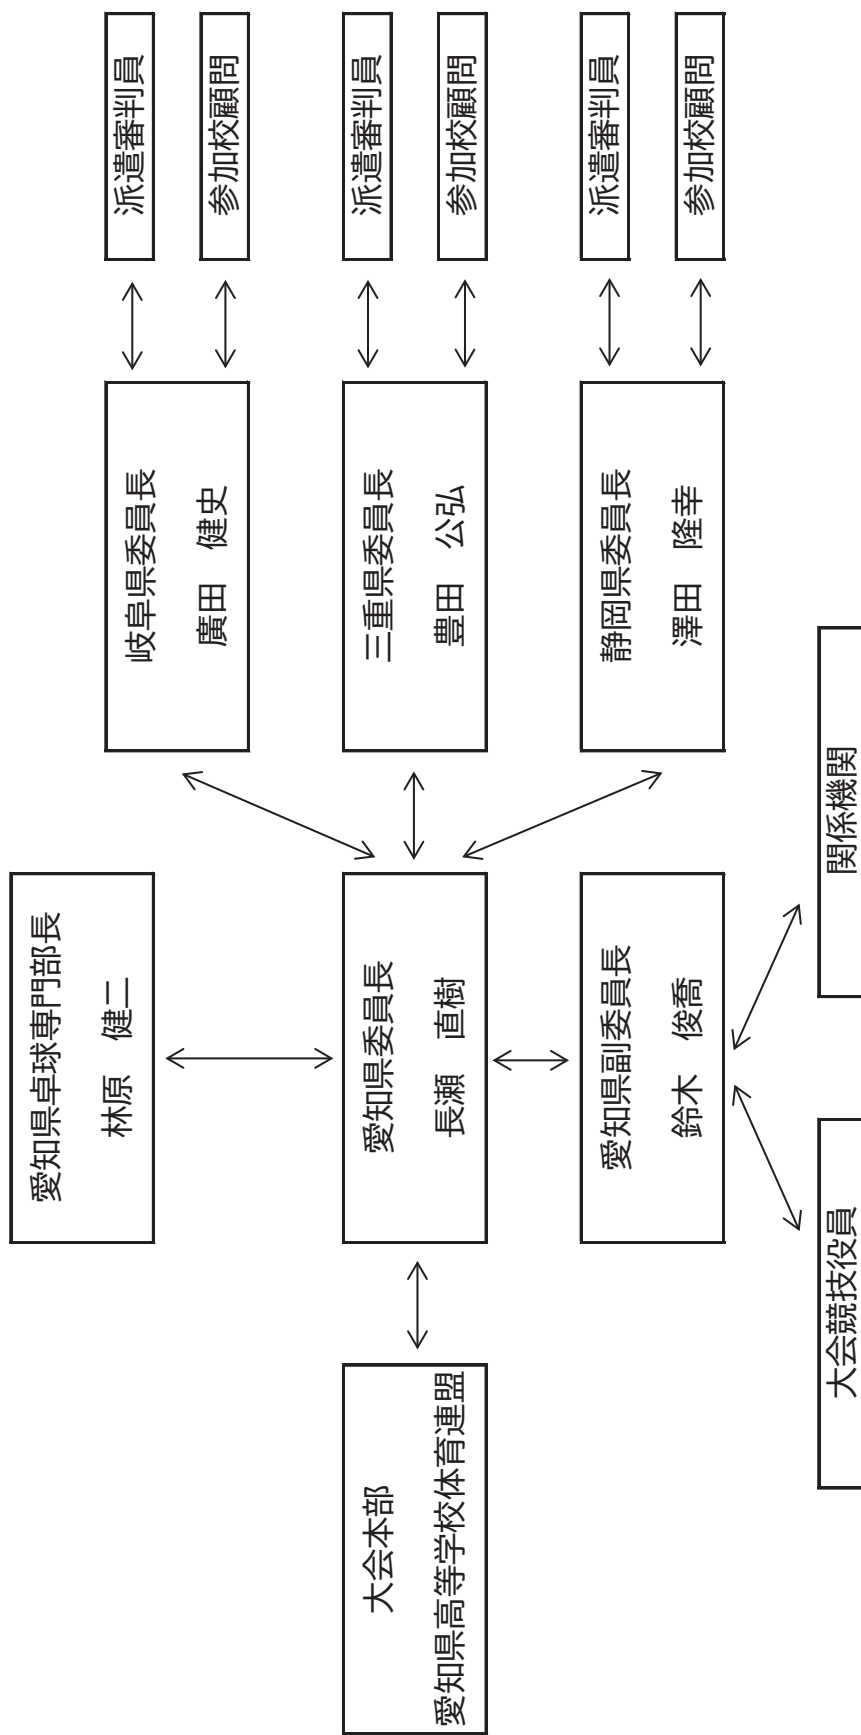 愛知県卓球専門部長
林原　健二
岐阜県委員長
廣田　健史
派遣審判員
参加校顧問
大会本部
愛知県高等学校体育連盟
愛知県委員長
長瀬　直樹
三重県委員長
豊田　公弘
派遣審判員
参加校顧問
愛知県副委員長
鈴木　俊喬
静岡県委員長
澤田　隆幸
派遣審判員
参加校顧問
大会競技役員
関係機関